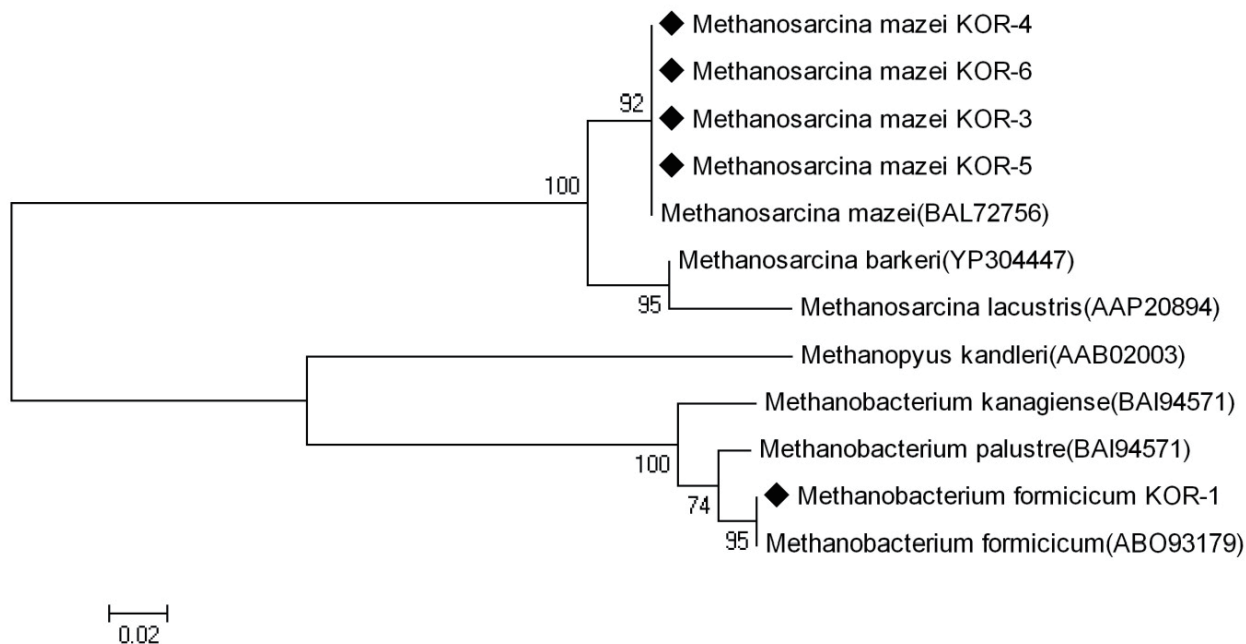 Methanosarcina mazei KOR-4
Methanosarcina mazei KOR-6
92
Methanosarcina mazei KOR-3
Methanosarcina mazei KOR-5
100
Methanosarcina mazei(BAL72756)
Methanosarcina barkeri(YP304447)
95
Methanosarcina lacustris(AAP20894)
Methanopyus kandleri(AAB02003)
Methanobacterium kanagiense(BAI94571)
100
Methanobacterium palustre(BAI94571)
74
Methanobacterium formicicum KOR-1
95
Methanobacterium formicicum(ABO93179)
0.02